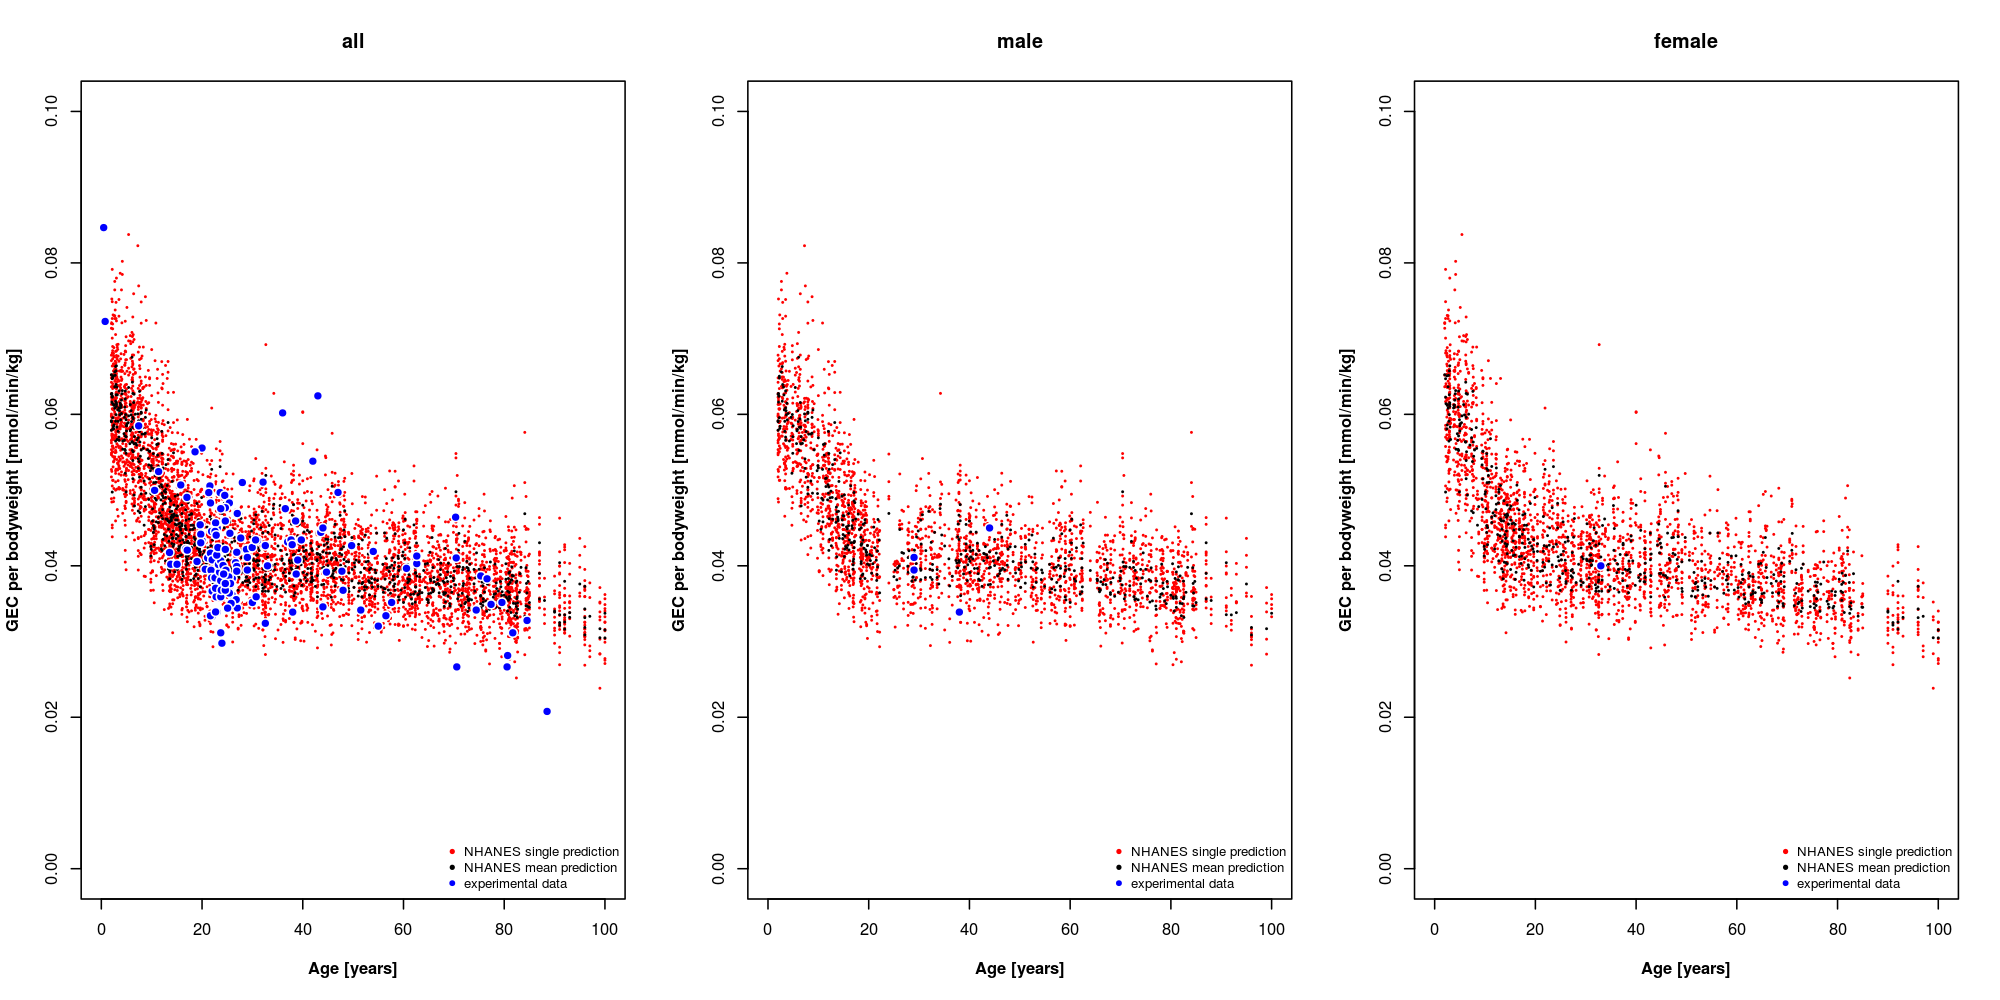 all
GEC per bodyweight [mmol/min/kg]
0.10
0.08
0.06
0.04
0.02
0.00
NHANES single prediction
NHANES mean prediction
experimental data
0 20 40 60 80 100
Age [years]
male
GEC per bodyweight [mmol/min/kg]
0.10
0.08
0.06
0.04
0.02
0.00
NHANES single prediction
NHANES mean prediction
experimental data
0 20 40 60 80 100
Age [years]
female
GEC per bodyweight [mmol/min/kg]
0.10
0.08
0.06
0.04
0.02
0.00
NHANES single prediction
NHANES mean prediction
experimental data
0 20 40 60 80 100
Age [years]